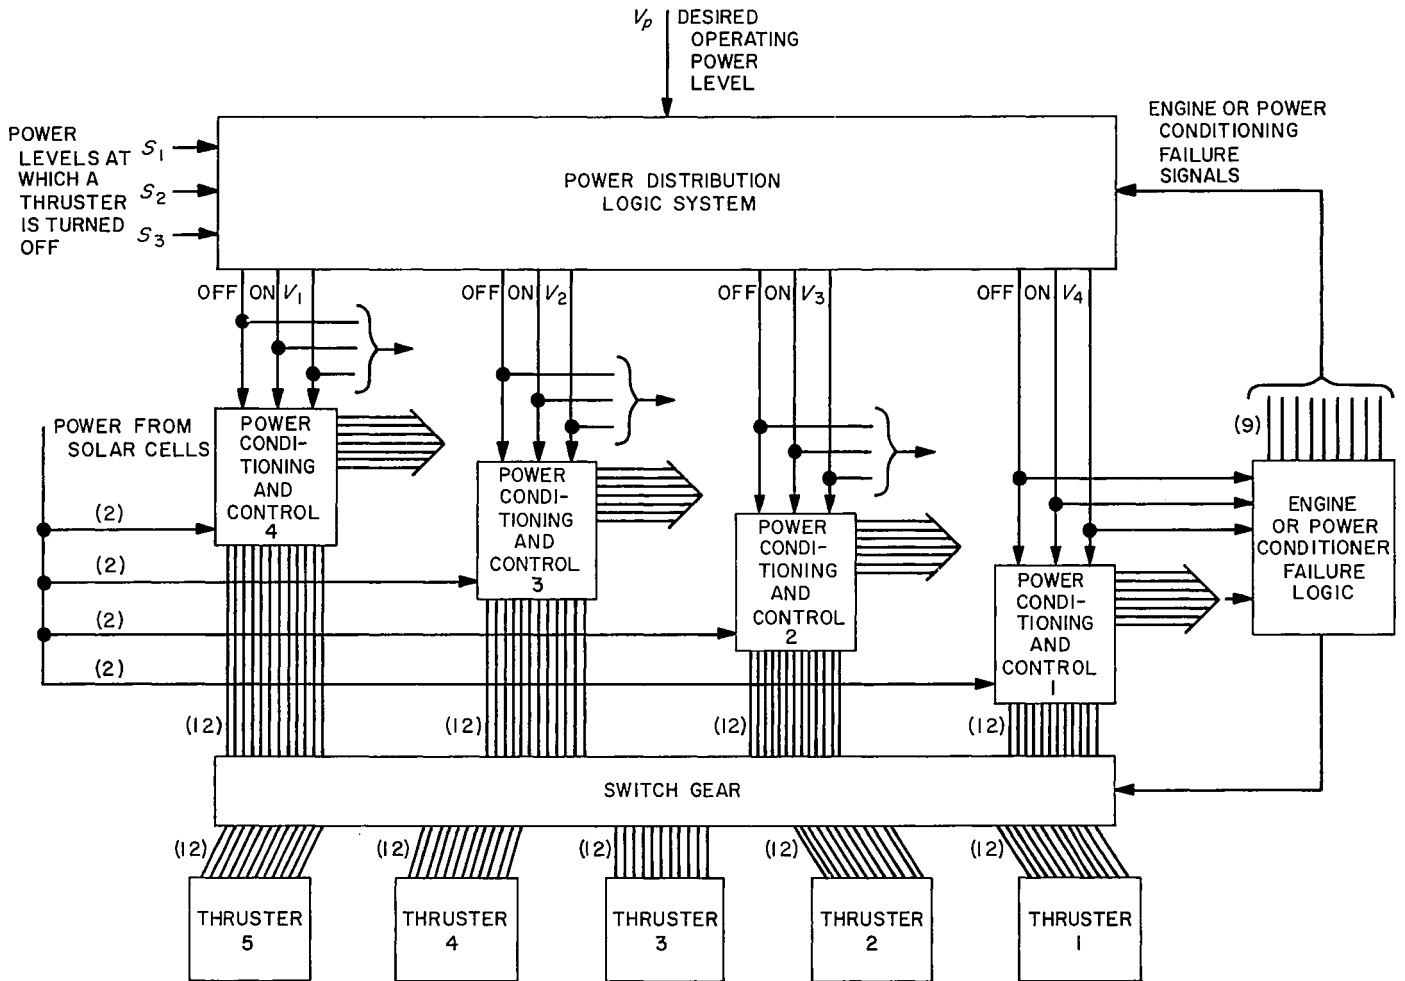 Vp DESIRED
OPERATING
POWER
LEVEL
POWER
LEVELS AT
WHICH A
THRUSTER
IS TURNED
OFF
S1
S2
S3
POWER DISTRIBUTION
LOGIC SYSTEM
ENGINE OR POWER
CONDITIONING
FAILURE
SIGNALS
OFF ON V1
OFF ON V2
OFF ON V3
OFF ON V4
POWER FROM
SOLAR CELLS
POWER
CONDI-
TIONING
AND
CONTROL
4
POWER
CONDI-
TIONING
AND
CONTROL
3
POWER
CONDI-
TIONING
AND
CONTROL
2
POWER
CONDI-
TIONING
AND
CONTROL
1
(9)
ENGINE
OR POWER
CONDITIONER
FAILURE
LOGIC
(2)
(2)
(2)
(2)
(12)
(12)
(12)
(12)
SWITCH GEAR
(12)
(12)
(12)
(12)
(12)
THRUSTER
5
THRUSTER
4
THRUSTER
3
THRUSTER
2
THRUSTER
1